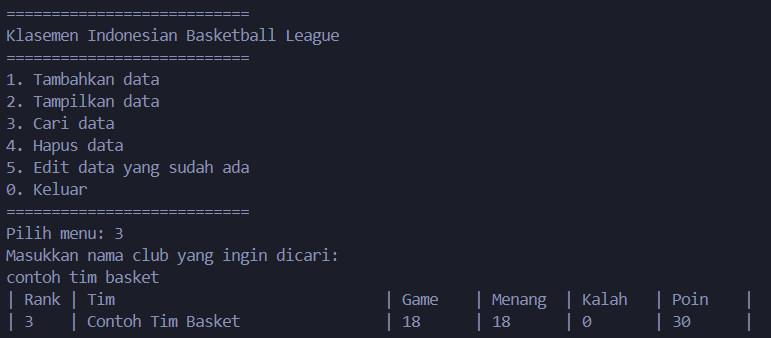 ===========================
Klasemen Indonesian Basketball League
===========================
1. Tambahkan data
2. Tampilkan data
3. Cari data
4. Hapus data
5. Edit data yang sudah ada
0. Keluar
===========================
Pilih menu: 3
Masukkan nama club yang ingin dicari:
contoh tim basket
| Rank | Tim                              | Game    | Menang  | Kalah   | Poin    |
| 3    | Contoh Tim Basket                | 18      | 18      | 0       | 30      |